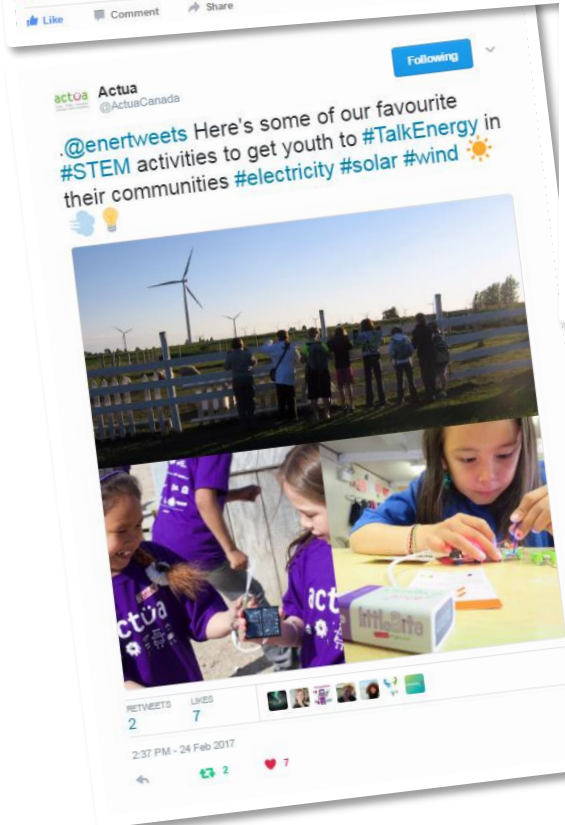 Like Comment Share
Following
actua Actua
@ActuaCanada
.@enertweets Here's some of our favourite
#STEM activities to get youth to #TalkEnergy in
their communities #electricity #solar #wind ☀️
💨💡
actua
act
littleBits
RETWEETS LIKES
2 7
2:37 PM - 24 Feb 2017
2 7